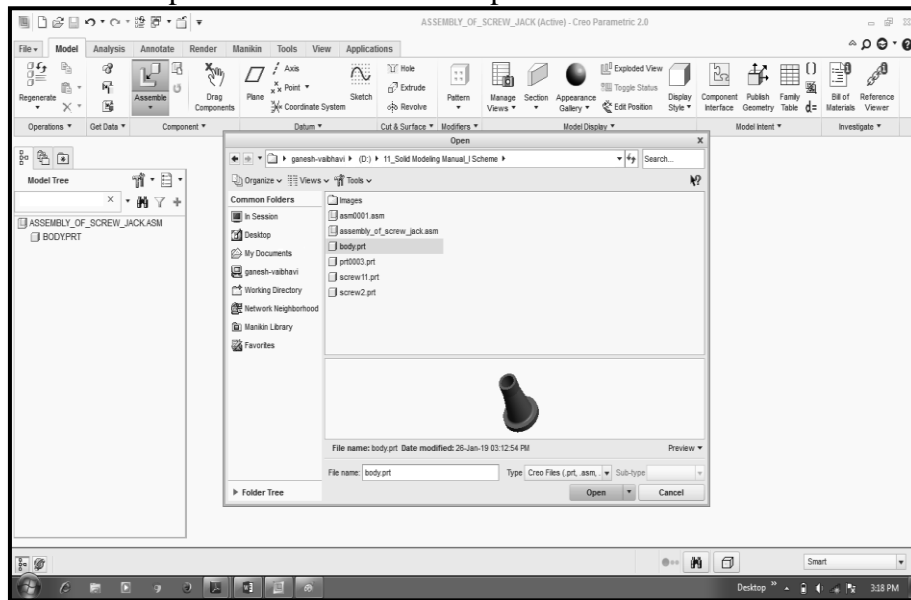 ASSEMBLY_OF_SCREW_JACK (Active) - Creo Parametric 2.0
File Model Analysis Annotate Render Manikin Tools View Applications
Regenerate
Assemble
Drag Components
Plane
Axis
Point
Coordinate System
Sketch
Hole
Extrude
Revolve
Pattern
Manage Views
Section
Appearance Gallery
Exploded View
Toggle Status
Edit Position
Display Style
Component Interface
Publish Geometry
Family Table
d=
Bill of Materials
Reference Viewer
Operations Get Data Component Datum Cut & Surface Modifiers Model Display Model Intent Investigate
Model Tree
ASSEMBLY_OF_SCREW_JACK.ASM
BODY.PRT
Open
ganesh-vaibhavi (D:) 11_Solid Modeling Manual_I Scheme Search...
Organize Views Tools
Common Folders
In Session
Desktop
My Documents
ganesh-vaibhavi
Working Directory
Network Neighborhood
Manikin Library
Favorites
Images
asm0001.asm
assembly_of_screw_jack.asm
body.prt
prt0003.prt
screw11.prt
screw2.prt
File name: body.prt Date modified: 26-Jan-19 03:12:54 PM Preview
File name: body.prt Type Creo Files (.prt, .asm, . Sub-type
Folder Tree
Open Cancel
Smart
Desktop 3:18 PM